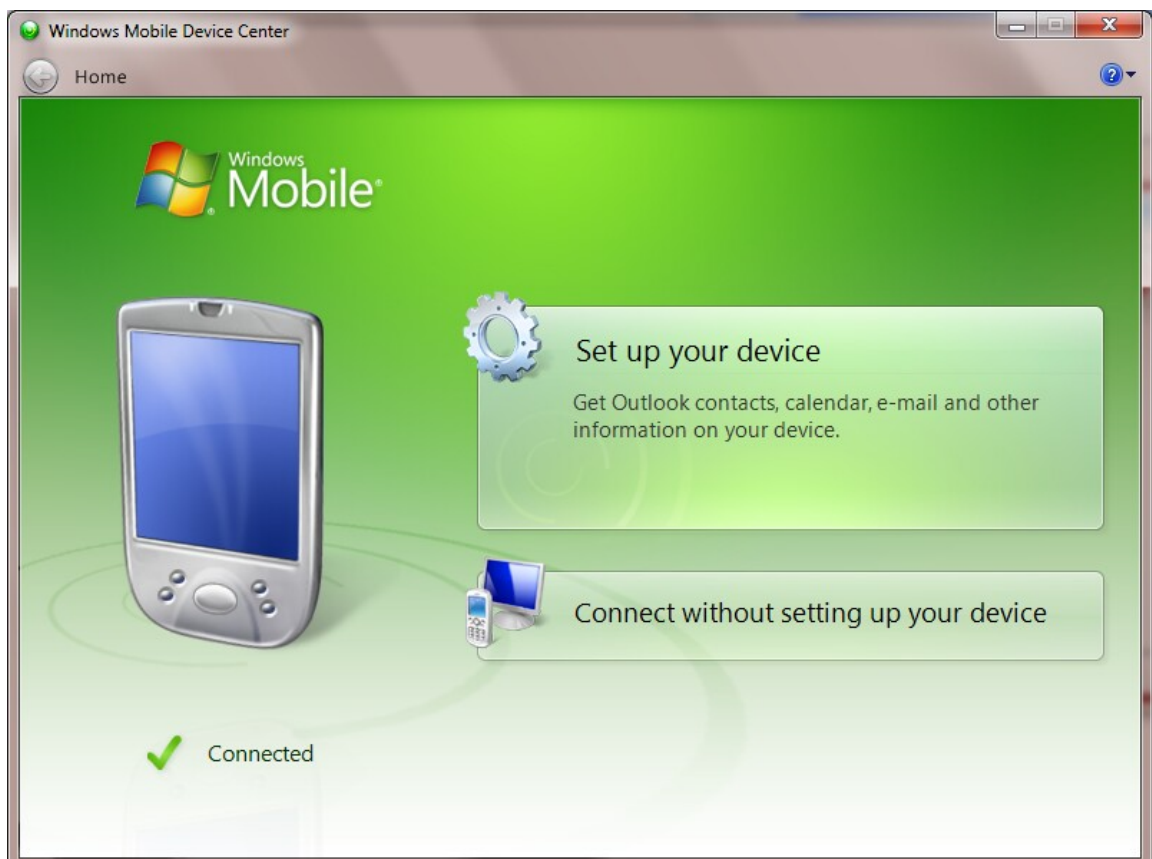 Windows Mobile Device Center
Home
Windows
Mobile®
Set up your device
Get Outlook contacts, calendar, e-mail and other
information on your device.
Connect without setting up your device
Connected